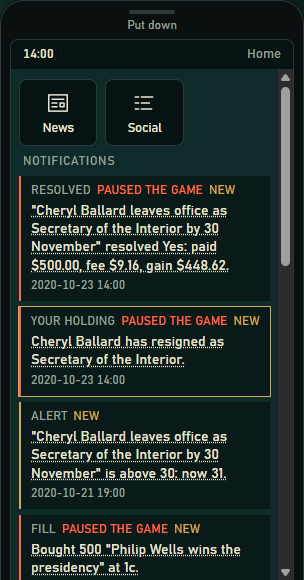 Put down
14:00 Home
News Social
NOTIFICATIONS
RESOLVED PAUSED THE GAME NEW
"Cheryl Ballard leaves office as
Secretary of the Interior by 30
November" resolved Yes: paid
$500.00, fee $9.16, gain $448.62.
2020-10-23 14:00
YOUR HOLDING PAUSED THE GAME NEW
Cheryl Ballard has resigned as
Secretary of the Interior.
2020-10-23 14:00
ALERT NEW
"Cheryl Ballard leaves office as
Secretary of the Interior by 30
November" is above 30: now 31.
2020-10-21 19:00
FILL PAUSED THE GAME NEW
Bought 500 "Philip Wells wins the
presidency" at 1c.